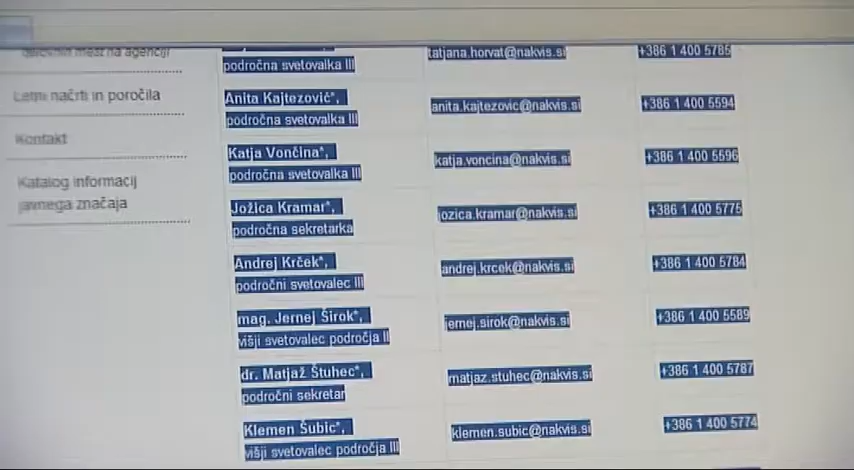 delovnih mest na agenciji
Letni načrti in poročila
Kontakt
Katalog informacij
javnega značaja
tatjana.horvat@nakvis.si
+386 1 400 5785
področna svetovalka III
Anita Kajtezović*,
področna svetovalka III
anita.kajtezovic@nakvis.si
+386 1 400 5594
Katja Vončina*,
področna svetovalka III
katja.voncina@nakvis.si
+386 1 400 5596
Jožica Kramar*,
področna sekretarka
jozica.kramar@nakvis.si
+386 1 400 5775
Andrej Krček*,
področni svetovalec III
andrej.krcek@nakvis.si
+386 1 400 5784
mag. Jernej Širok*,
višji svetovalec področja II
jernej.sirok@nakvis.si
+386 1 400 5589
dr. Matjaž Štuhec*,
področni sekretar
matjaz.stuhec@nakvis.si
+386 1 400 5787
Klemen Šubic*,
višji svetovalec področja III
klemen.subic@nakvis.si
+386 1 400 5774